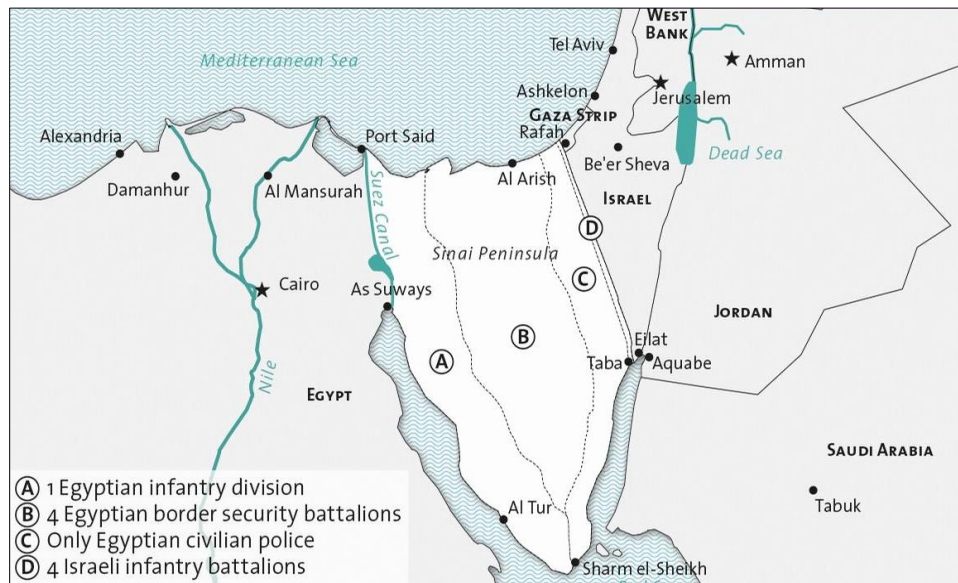 WEST
BANK
Tel Aviv
Amman
Mediterranean Sea
Ashkelon
Jerusalem
GAZA STRIP
Alexandria
Port Said
Rafah
Dead Sea
Damanhur
Al Mansurah
Al Arish
Be'er Sheva
ISRAEL
Suez Canal
D
Sinai Peninsula
C
Cairo
As Suways
JORDAN
B
Eilat
A
Taba
Aquabe
Nile
EGYPT
SAUDI ARABIA
A 1 Egyptian infantry division
B 4 Egyptian border security battalions
C Only Egyptian civilian police
D 4 Israeli infantry battalions
Al Tur
Tabuk
Sharm el-Sheikh